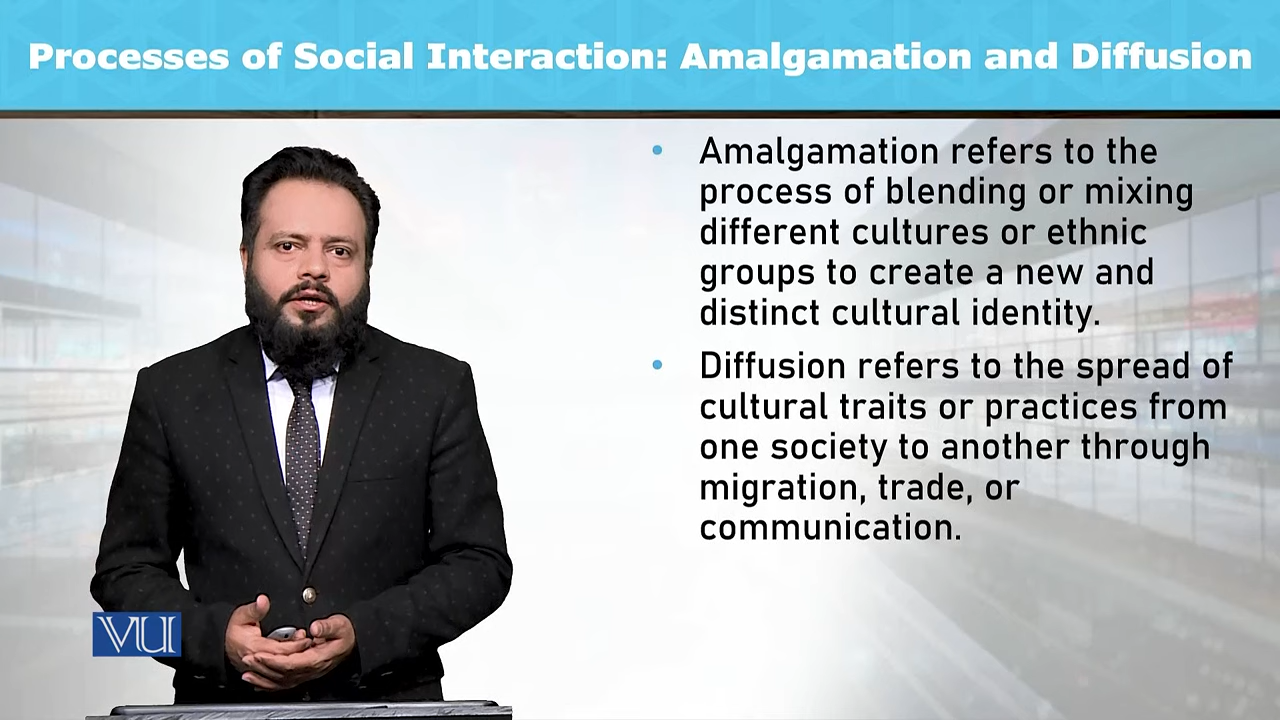 Processes of Social Interaction: Amalgamation and Diffusion
• Amalgamation refers to the
process of blending or mixing
different cultures or ethnic
groups to create a new and
distinct cultural identity.
• Diffusion refers to the spread of
cultural traits or practices from
one society to another through
migration, trade, or
communication.
VU